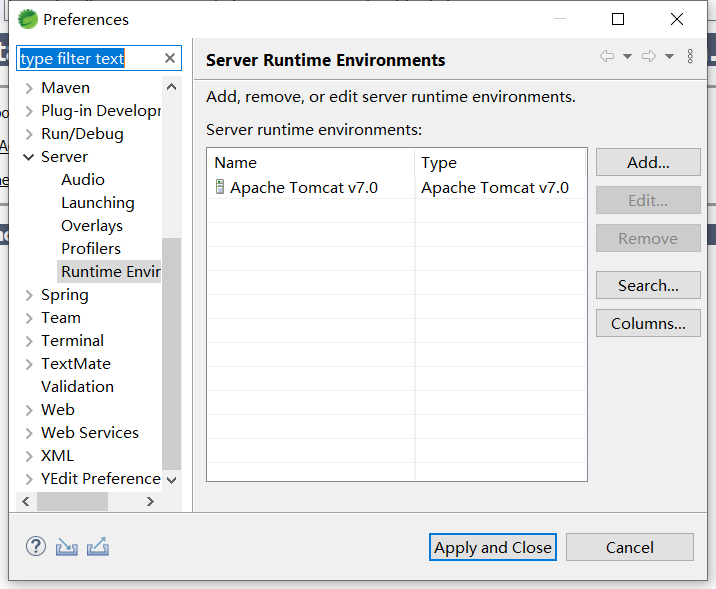 Preferences
type filter text
Server Runtime Environments
Maven
Plug-in Developr
Run/Debug
Server
Audio
Launching
Overlays
Profilers
Runtime Envir
Spring
Team
Terminal
TextMate
Validation
Web
Web Services
XML
YEdit Preference
Add, remove, or edit server runtime environments.
Server runtime environments:
Name Type
Apache Tomcat v7.0 Apache Tomcat v7.0
Add...
Edit...
Remove
Search...
Columns...
Apply and Close
Cancel